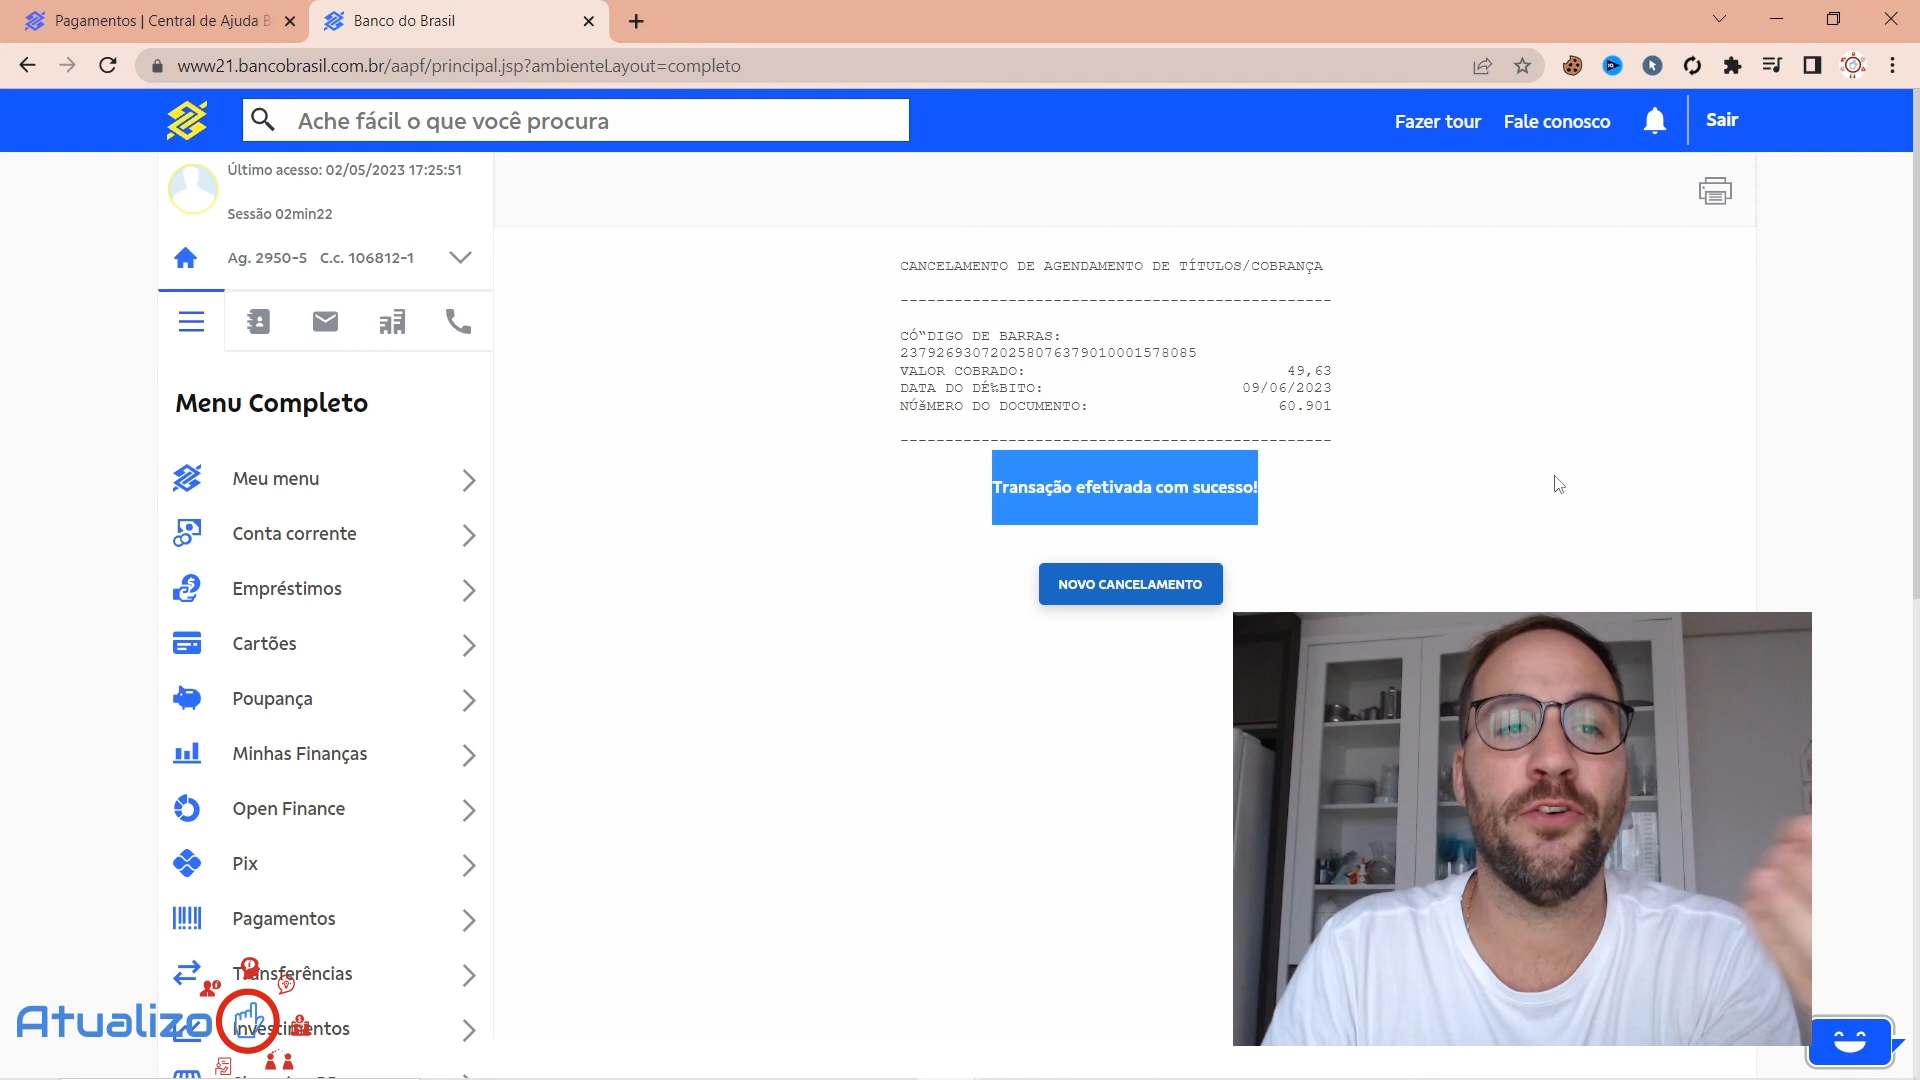 Pagamentos | Central de Ajuda B
Banco do Brasil
www21.bancobrasil.com.br/aapf/principal.jsp?ambienteLayout=completo
Ache fácil o que você procura
Fazer tour
Fale conosco
Sair
Último acesso: 02/05/2023 17:25:51
Sessão 02min22
Ag. 2950-5 C.c. 106812-1
CANCELAMENTO DE AGENDAMENTO DE TÍTULOS/COBRANÇA
------------------------------------------------
CÓ“DIGO DE BARRAS:
23792693072025807637901000157­8085
VALOR COBRADO: 49,63
DATA DO DÉ‰BITO: 09/06/2023
NÚšMERO DO DOCUMENTO: 60.901
------------------------------------------------
Transação efetivada com sucesso!
NOVO CANCELAMENTO
Menu Completo
Meu menu
Conta corrente
Empréstimos
Cartões
Poupança
Minhas Finanças
Open Finance
Pix
Pagamentos
Transferências
Investimentos
Atualizo